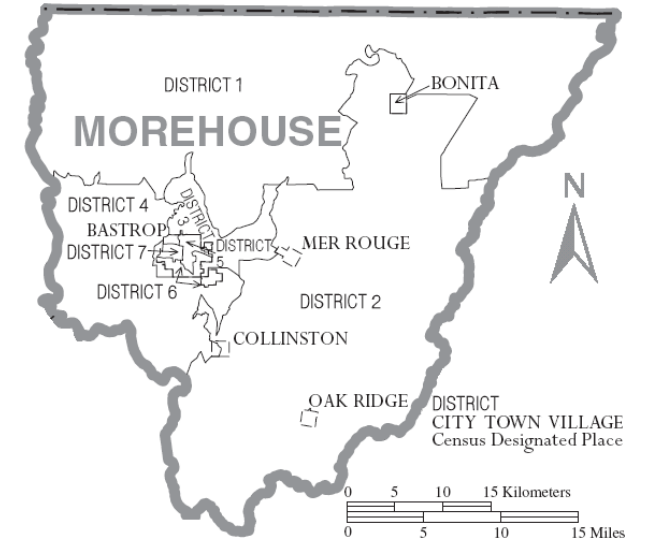 DISTRICT 1
BONITA
MOREHOUSE
N
DISTRICT 4
DISTRICT 3
BASTROP
DISTRICT 7
DISTRICT 5
MER ROUGE
DISTRICT 6
DISTRICT 2
COLLINSTON
OAK RIDGE
DISTRICT
CITY TOWN VILLAGE
Census Designated Place
0 5 10 15 Kilometers
0 5 10 15 Miles